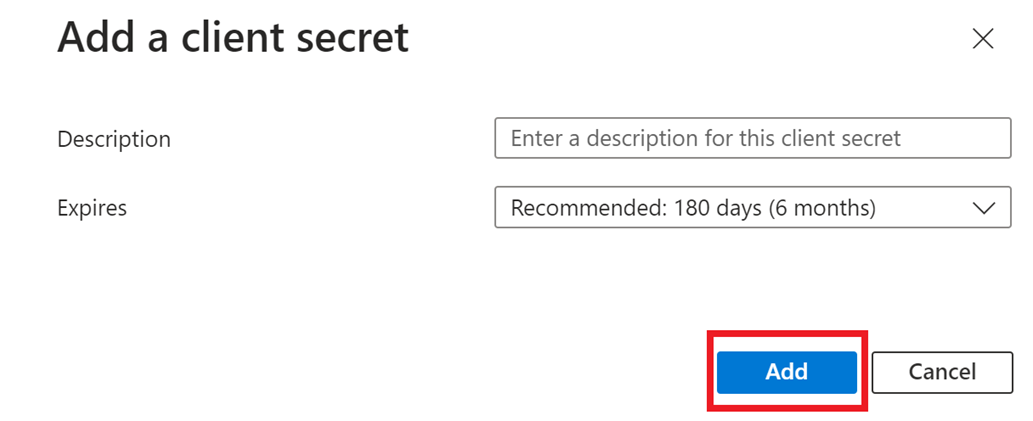 Add a client secret
Description
Enter a description for this client secret
Expires
Recommended: 180 days (6 months)
Add
Cancel